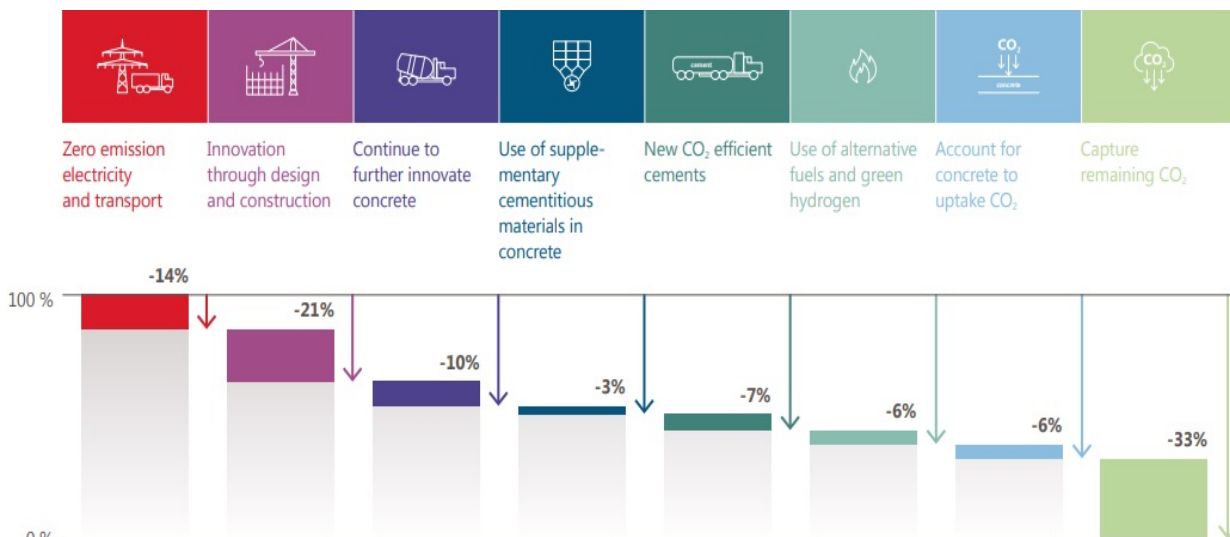 cement
CO₂
concrete
CO₂
Zero emission
electricity
and transport
Innovation
through design
and construction
Continue to
further innovate
concrete
Use of supple-
mentary
cementitious
materials in
concrete
New CO₂ efficient
cements
Use of alternative
fuels and green
hydrogen
Account for
concrete to
uptake CO₂
Capture
remaining CO₂
100 %
-14%
-21%
-10%
-3%
-7%
-6%
-6%
-33%
0 %